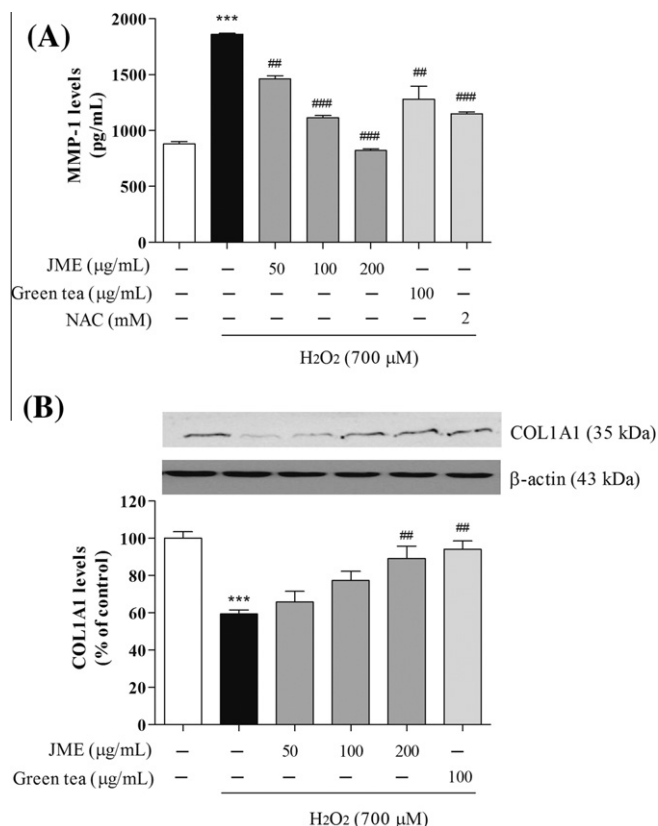 (A)
MMP-1 levels
(pg/mL)
2000
1500
1000
500
0
***
##
###
###
##
###
JME (μg/mL) – – 50 100 200 – –
Green tea (μg/mL) – – – – – 100 –
NAC (mM) – – – – – – 2
H2O2 (700 μM)
(B)
COL1A1 (35 kDa)
β-actin (43 kDa)
COL1A1 levels
(% of control)
120
100
80
60
40
20
0
***
##
##
JME (μg/mL) – – 50 100 200 –
Green tea (μg/mL) – – – – – 100
H2O2 (700 μM)